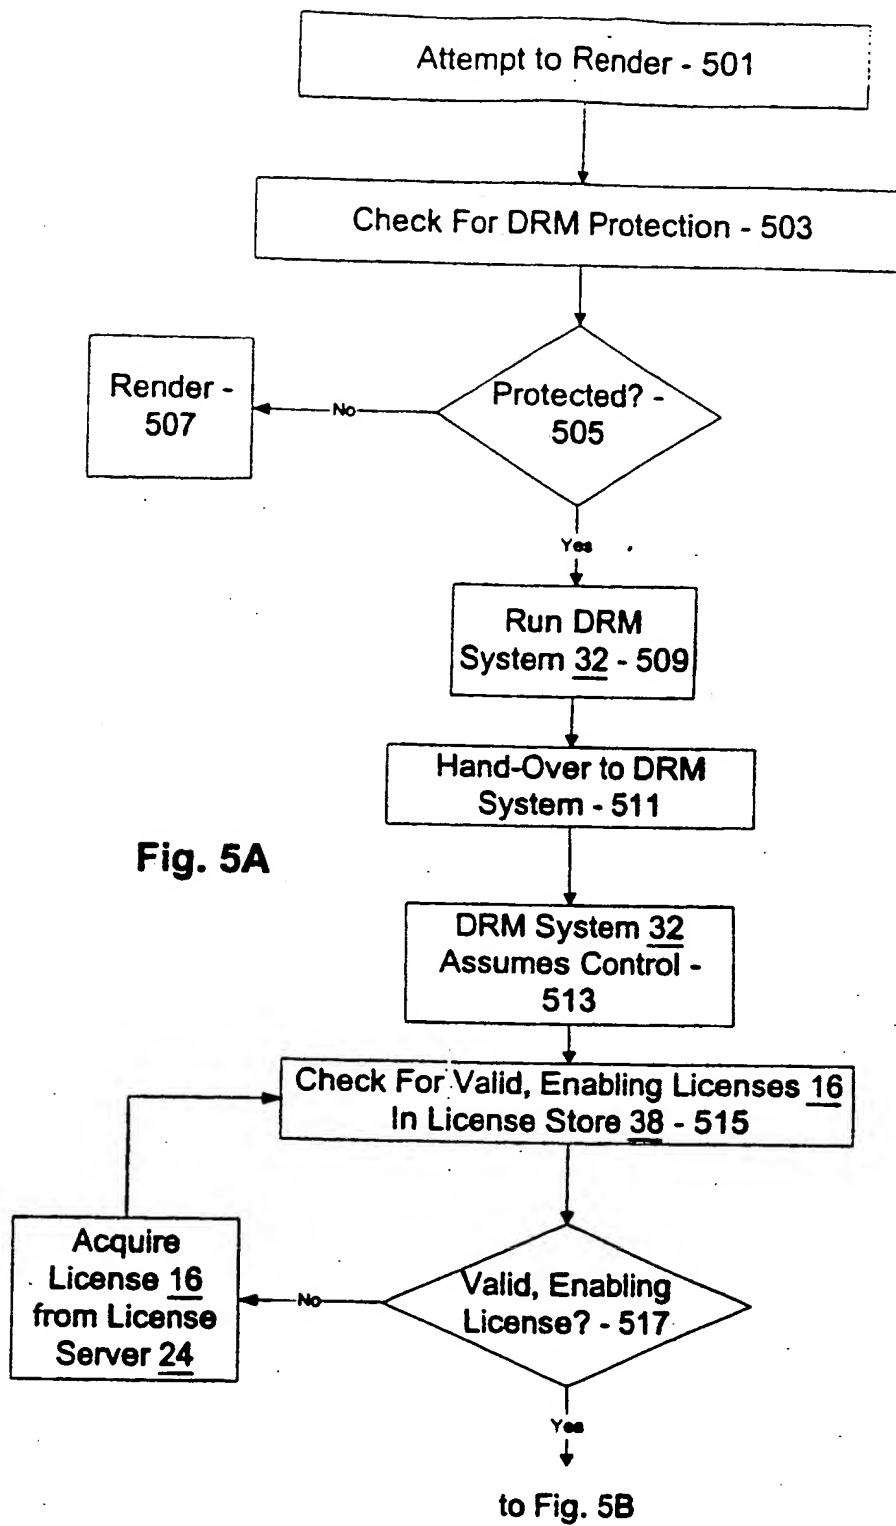 Attempt to Render - 501
Check For DRM Protection - 503
Render -
507
No
Protected? -
505
Yes
Run DRM
System 32 - 509
Hand-Over to DRM
System - 511
Fig. 5A
DRM System 32
Assumes Control -
513
Check For Valid, Enabling Licenses 16
In License Store 38 - 515
Acquire
License 16
from License
Server 24
No
Valid, Enabling
License? - 517
Yes
to Fig. 5B